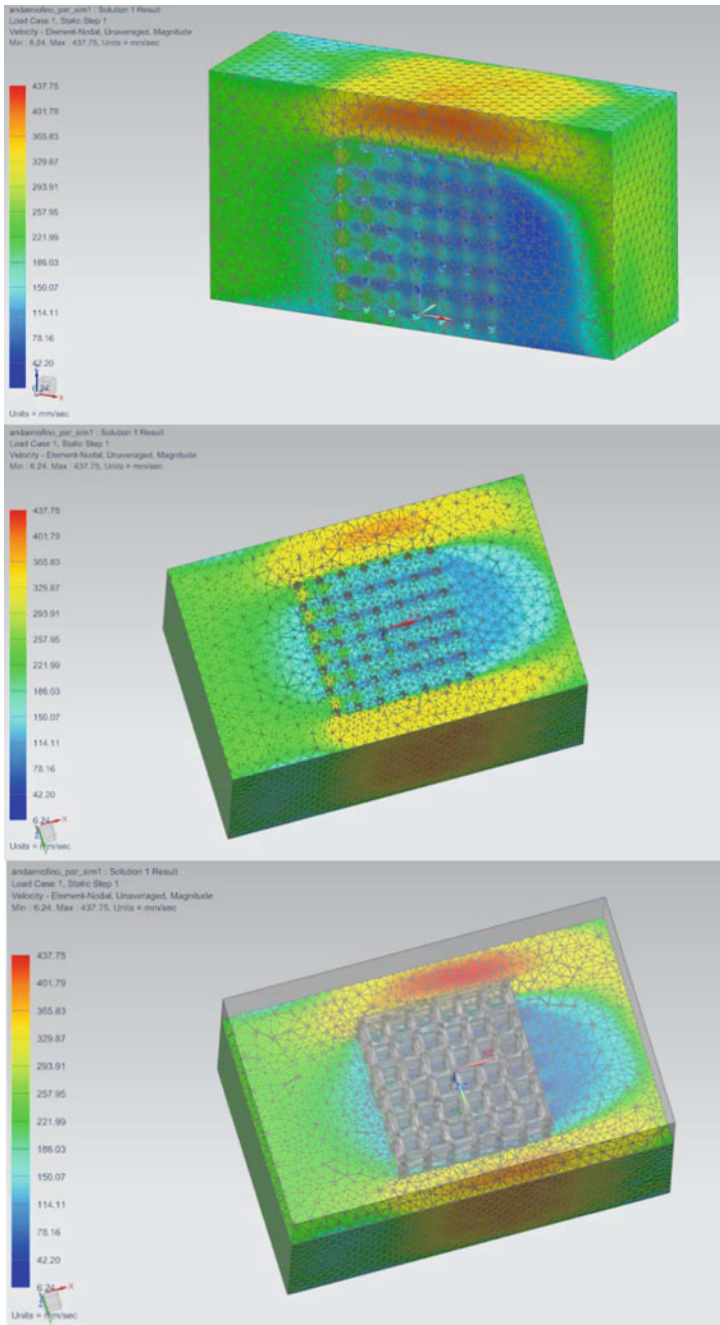 andamiofino_par_sim1 : Solution 1 Result
Load Case 1, Static Step 1
Velocity - Element-Nodal, Unaveraged, Magnitude
Min : 6.24, Max : 437.75, Units = mm/sec
437.75
401.79
365.83
329.87
293.91
257.95
221.99
186.03
150.07
114.11
78.16
42.20
6.24
X
Units = mm/sec
andamiofino_par_sim1 : Solution 1 Result
Load Case 1, Static Step 1
Velocity - Element-Nodal, Unaveraged, Magnitude
Min : 6.24, Max : 437.75, Units = mm/sec
437.75
401.79
365.83
329.87
293.91
257.95
221.99
186.03
150.07
114.11
78.16
42.20
6.24
X
Units = mm/sec
andamiofino_par_sim1 : Solution 1 Result
Load Case 1, Static Step 1
Velocity - Element-Nodal, Unaveraged, Magnitude
Min : 6.24, Max : 437.75, Units = mm/sec
437.75
401.79
365.83
329.87
293.91
257.95
221.99
186.03
150.07
114.11
78.16
42.20
6.24
X
Units = mm/sec